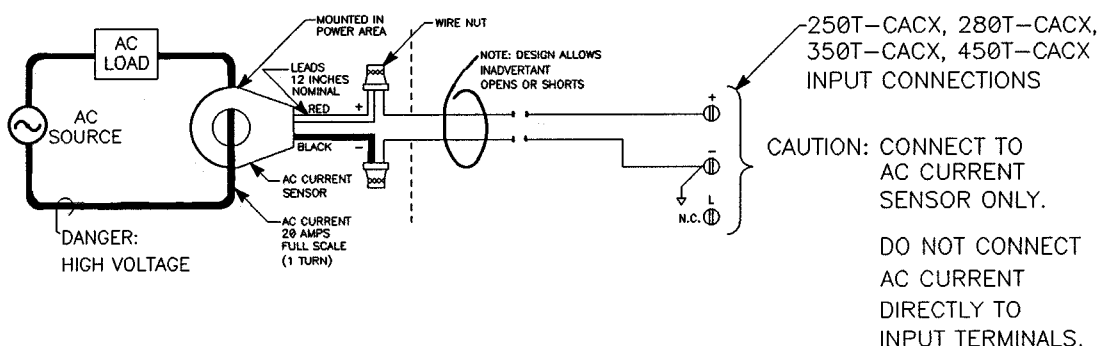 AC
LOAD
AC
SOURCE
DANGER:
HIGH VOLTAGE
MOUNTED IN
POWER AREA
LEADS
12 INCHES
NOMINAL
RED
+
BLACK
−
AC CURRENT
SENSOR
AC CURRENT
20 AMPS
FULL SCALE
(1 TURN)
WIRE NUT
NOTE: DESIGN ALLOWS
INADVERTANT
OPENS OR SHORTS
+
−
L
N.C.
250T−CACX, 280T−CACX,
350T−CACX, 450T−CACX
INPUT CONNECTIONS
CAUTION: CONNECT TO
AC CURRENT
SENSOR ONLY.
DO NOT CONNECT
AC CURRENT
DIRECTLY TO
INPUT TERMINALS.